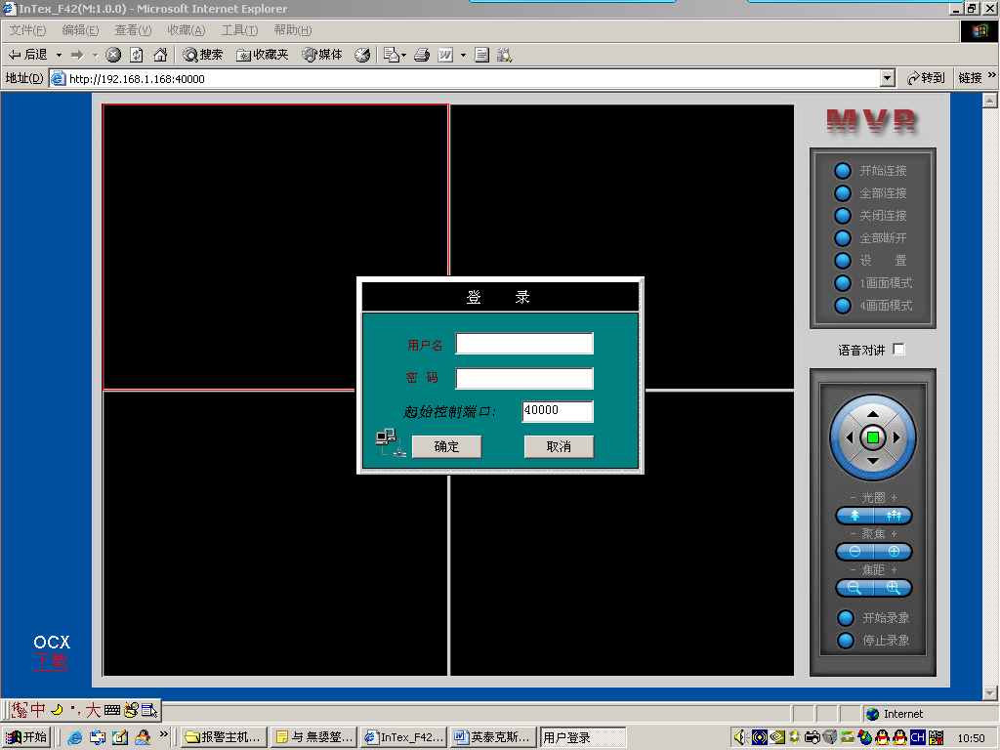 InTex_F42(M:1.0.0) - Microsoft Internet Explorer
文件(F) 编辑(E) 查看(V) 收藏(A) 工具(T) 帮助(H)
后退 搜索 收藏夹 媒体
地址(D) http://192.168.1.168:40000 转到 链接 »
MVR
开始连接
全部连接
关闭连接
全部断开
设 置
1画面模式
4画面模式
语音对讲
登 录
用户名
密 码
起始控制端口: 40000
确定 取消
- 光圈 +
- 聚焦 +
- 焦距 +
开始录象
停止录象
OCX
下载
中 大
Internet
开始 » 报警主机... 与 無嬃簦... InTex_F42... 英泰克斯... 用户登录 CH 10:50